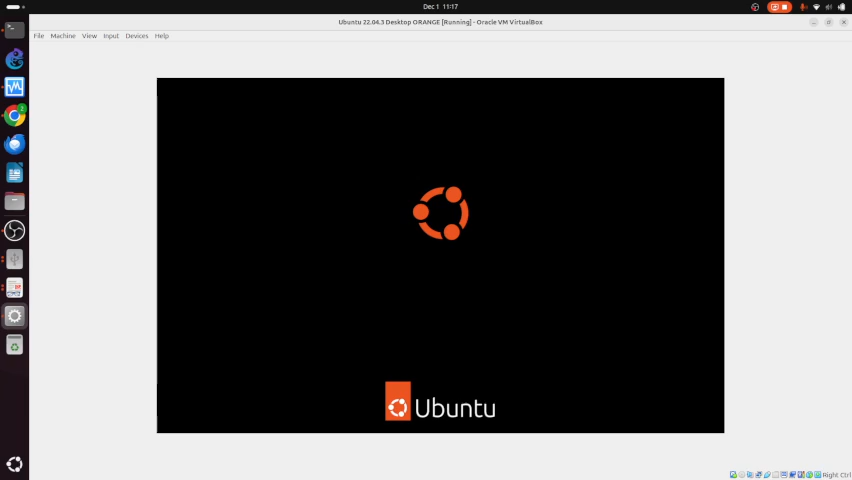 Dec 1 11:17
Ubuntu 22.04.3 Desktop ORANGE [Running] - Oracle VM VirtualBox
File Machine View Input Devices Help
2
Ubuntu
Right Ctrl